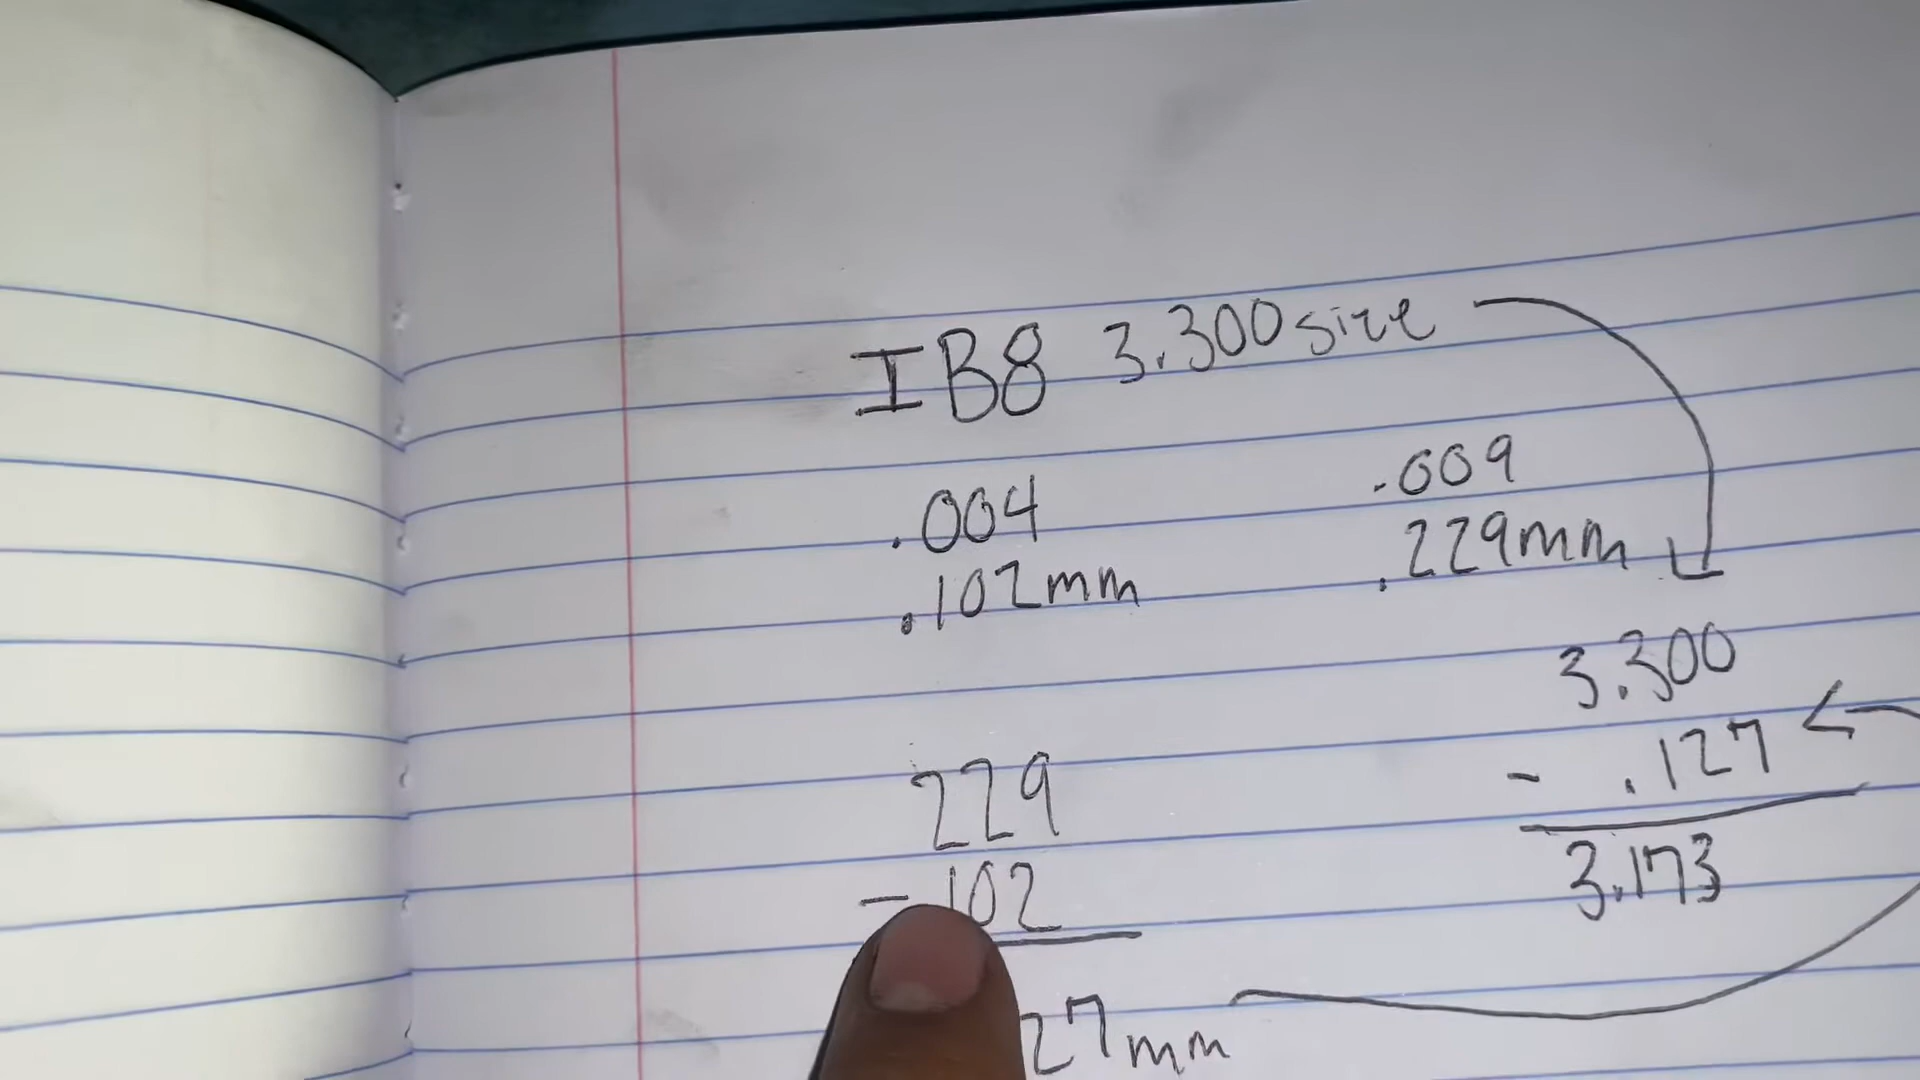 IB8 3.300 size
.004
.102mm
.009
.229mm
229
- 102
27mm
3.300
- .127
3.173